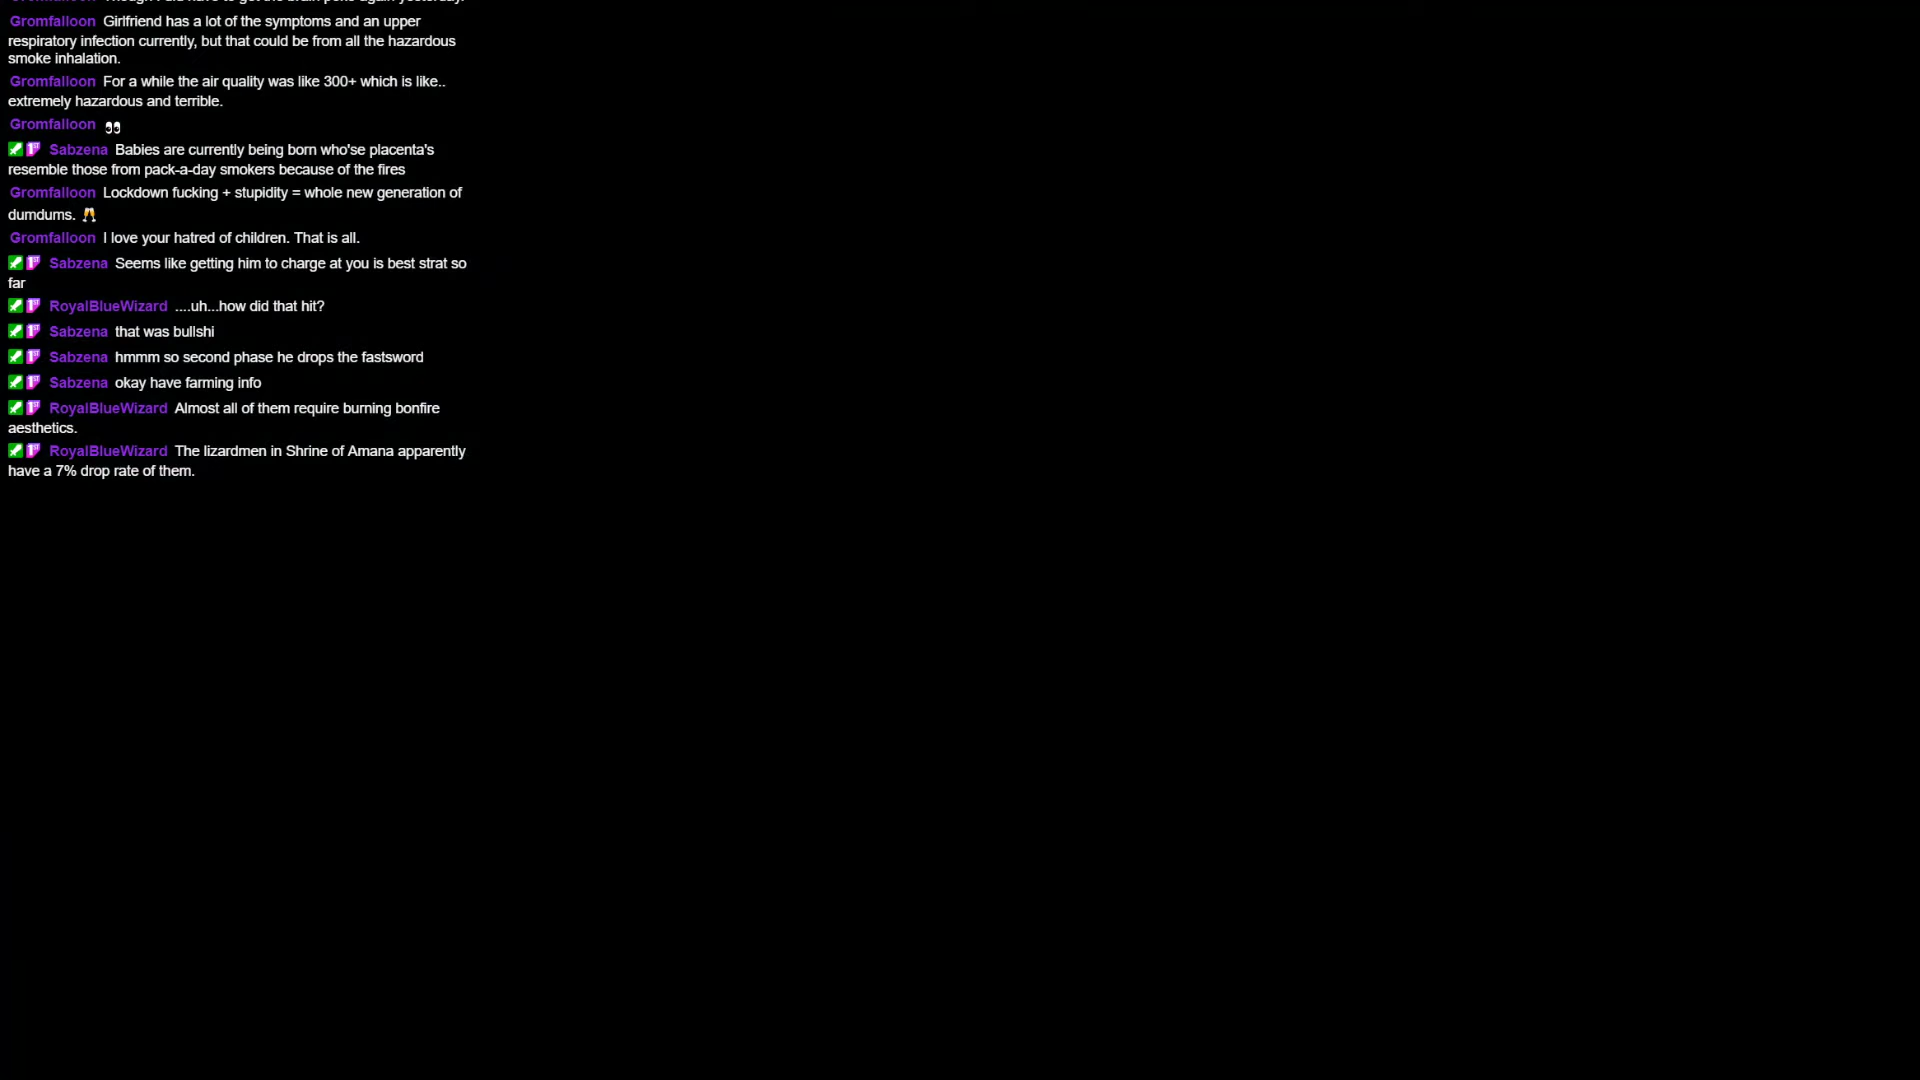 Gromfalloon Girlfriend has a lot of the symptoms and an upper
respiratory infection currently, but that could be from all the hazardous
smoke inhalation.
Gromfalloon For a while the air quality was like 300+ which is like..
extremely hazardous and terrible.
Gromfalloon 👀
Sabzena Babies are currently being born who'se placenta's
resemble those from pack-a-day smokers because of the fires
Gromfalloon Lockdown fucking + stupidity = whole new generation of
dumdums. 🥂
Gromfalloon I love your hatred of children. That is all.
Sabzena Seems like getting him to charge at you is best strat so
far
RoyalBlueWizard ....uh...how did that hit?
Sabzena that was bullshi
Sabzena hmmm so second phase he drops the fastsword
Sabzena okay have farming info
RoyalBlueWizard Almost all of them require burning bonfire
aesthetics.
RoyalBlueWizard The lizardmen in Shrine of Amana apparently
have a 7% drop rate of them.